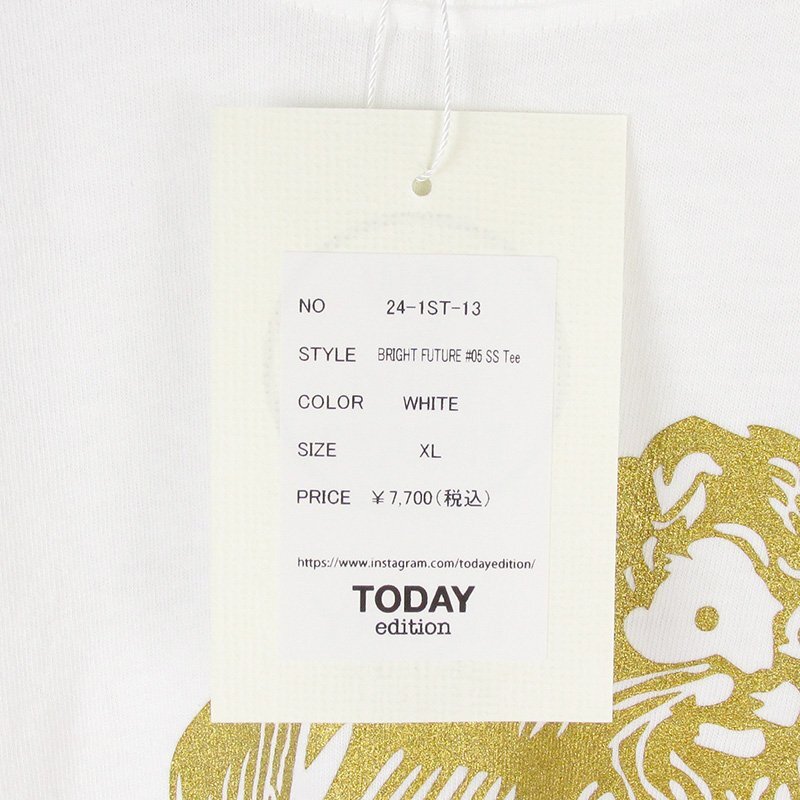 NO 24-1ST-13
STYLE BRIGHT FUTURE #05 SS Tee
COLOR WHITE
SIZE XL
PRICE ¥7,700(税込)
https://www.instagram.com/todayedition/
TODAY
edition